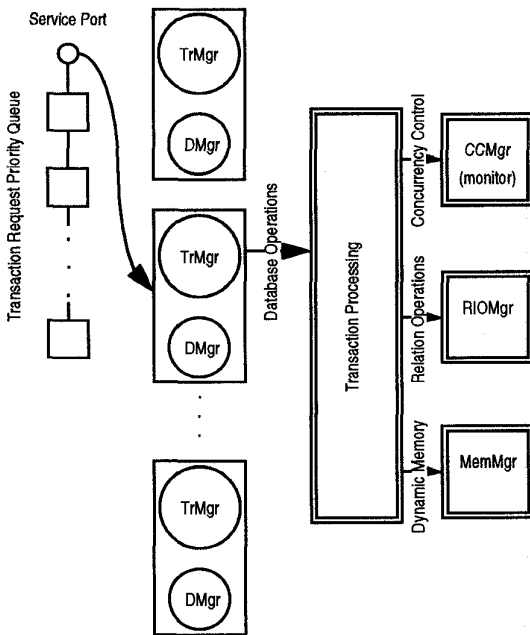 Service Port
Transaction Request Priority Queue
TrMgr
DMgr
TrMgr
DMgr
TrMgr
DMgr
Database Operations
Transaction Processing
Concurrency Control
Relation Operations
Dynamic Memory
CCMgr
(monitor)
RIOMgr
MemMgr